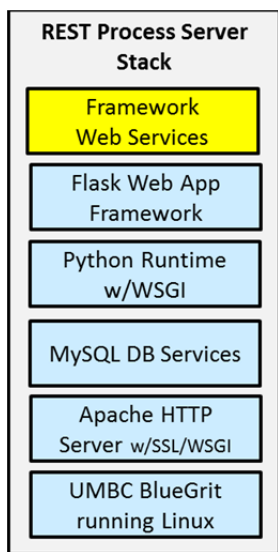 REST Process Server
Stack
Framework
Web Services
Flask Web App
Framework
Python Runtime
w/WSGI
MySQL DB Services
Apache HTTP
Server w/SSL/WSGI
UMBC BlueGrit
running Linux